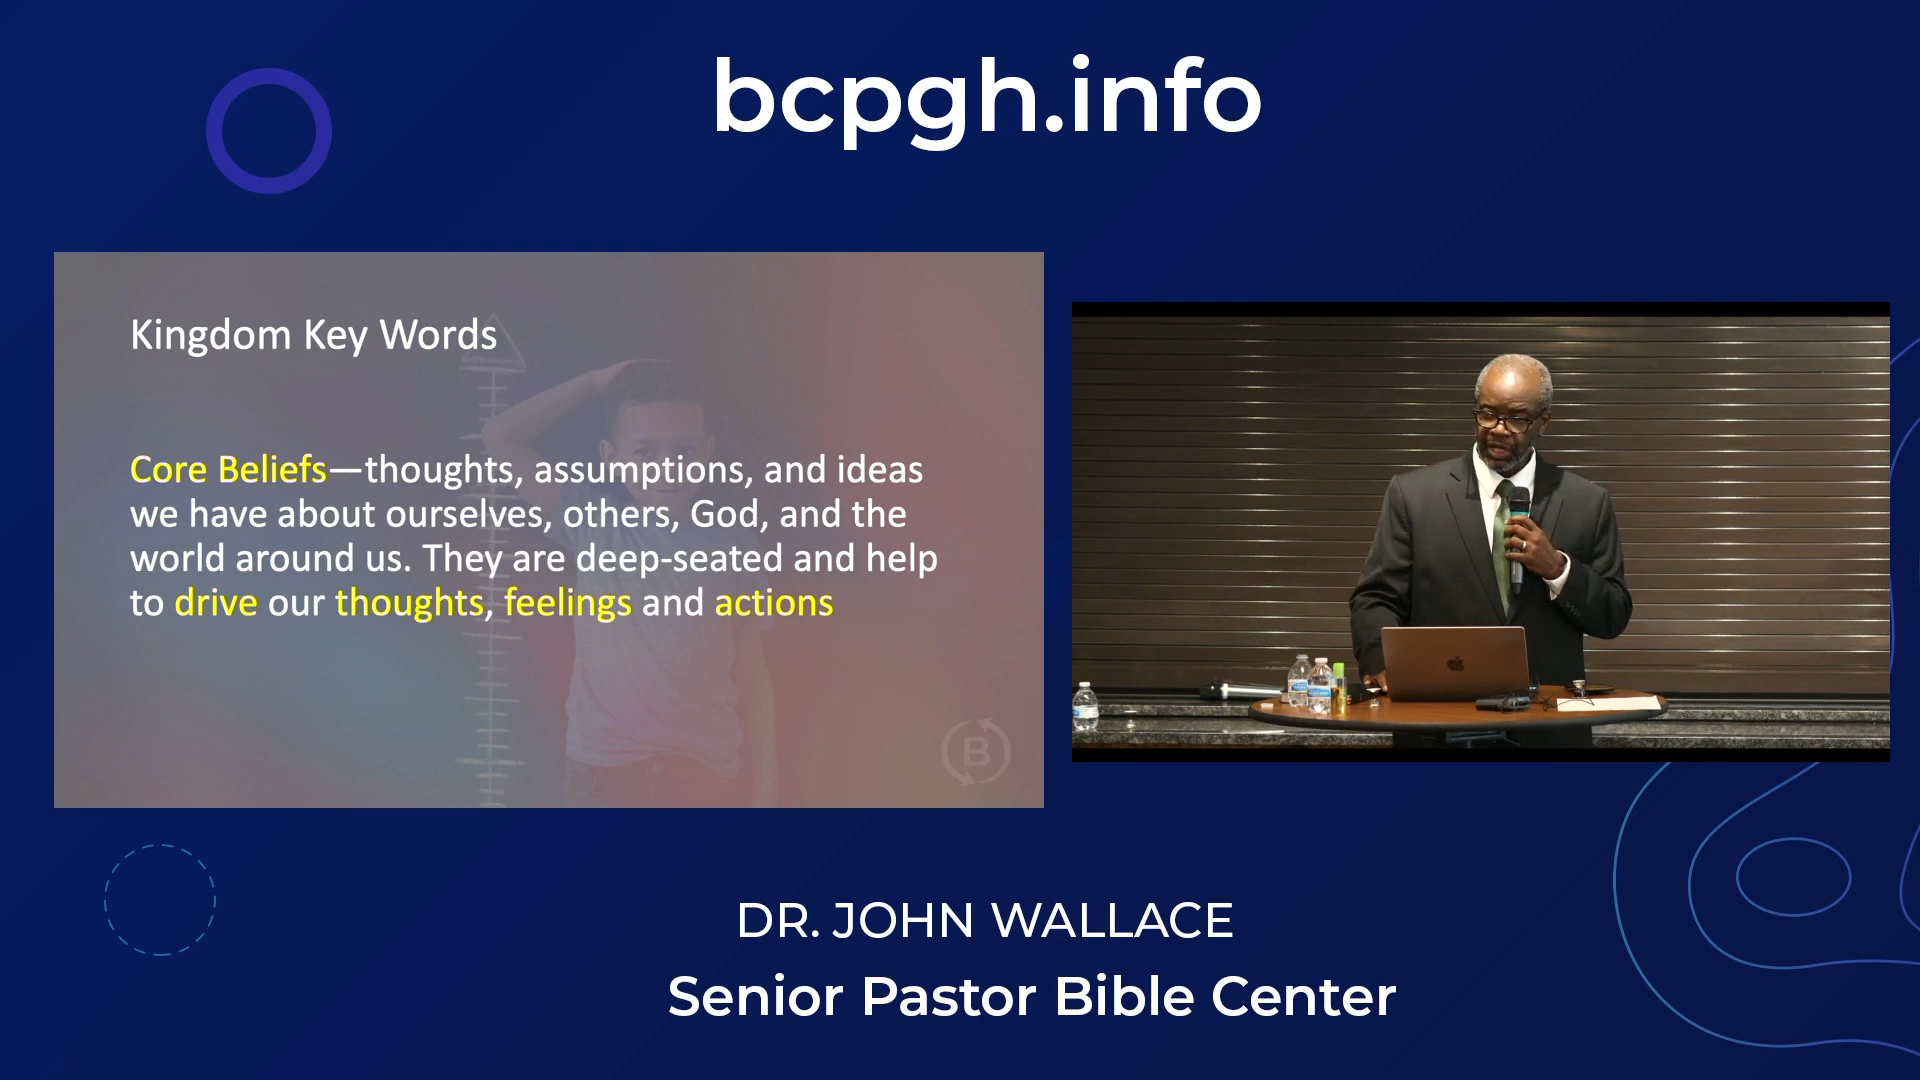 bcpgh.info
Kingdom Key Words
Core Beliefs—thoughts, assumptions, and ideas
we have about ourselves, others, God, and the
world around us. They are deep-seated and help
to drive our thoughts, feelings and actions
B
DR. JOHN WALLACE
Senior Pastor Bible Center